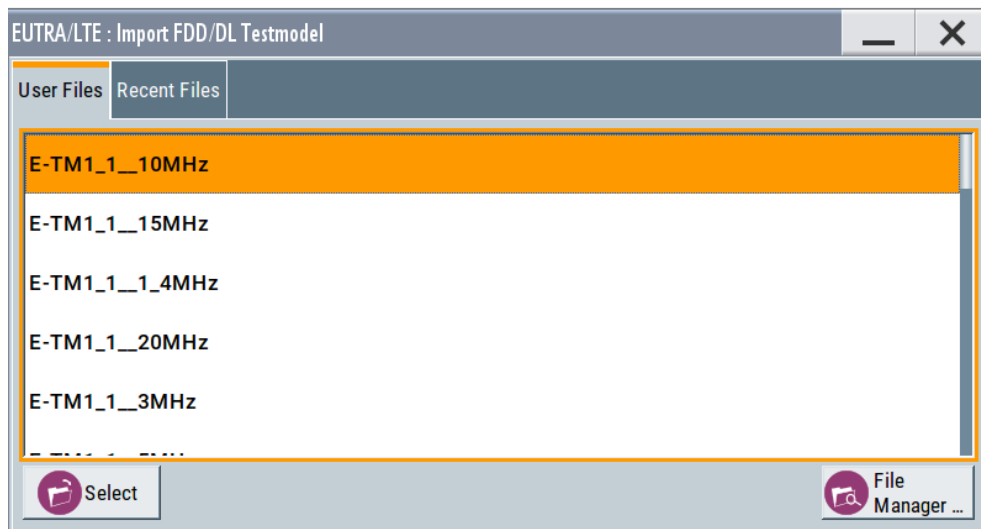 EUTRA/LTE : Import FDD/DL Testmodel
User Files
Recent Files
E-TM1_1__10MHz
E-TM1_1__15MHz
E-TM1_1__1_4MHz
E-TM1_1__20MHz
E-TM1_1__3MHz
Select
File
Manager ...